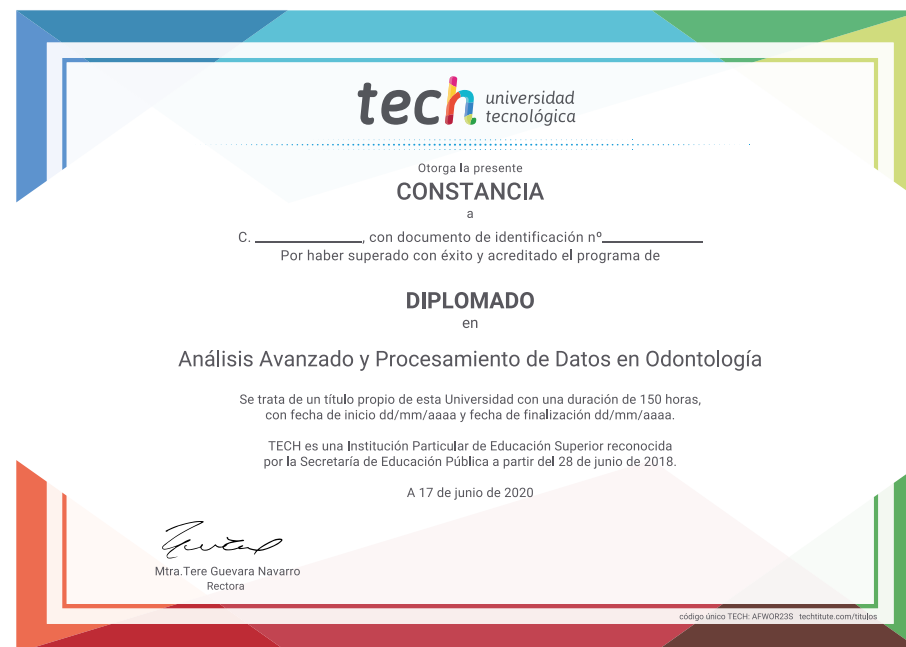 tech universidad
tecnológica
Otorga la presente
CONSTANCIA
a
C. ____________, con documento de identificación nº____________
Por haber superado con éxito y acreditado el programa de
DIPLOMADO
en
Análisis Avanzado y Procesamiento de Datos en Odontología
Se trata de un título propio de esta Universidad con una duración de 150 horas,
con fecha de inicio dd/mm/aaaa y fecha de finalización dd/mm/aaaa.
TECH es una Institución Particular de Educación Superior reconocida
por la Secretaría de Educación Pública a partir del 28 de junio de 2018.
A 17 de junio de 2020
Mtra.Tere Guevara Navarro
Rectora
código único TECH: AFWOR23S techtitute.com/titulos